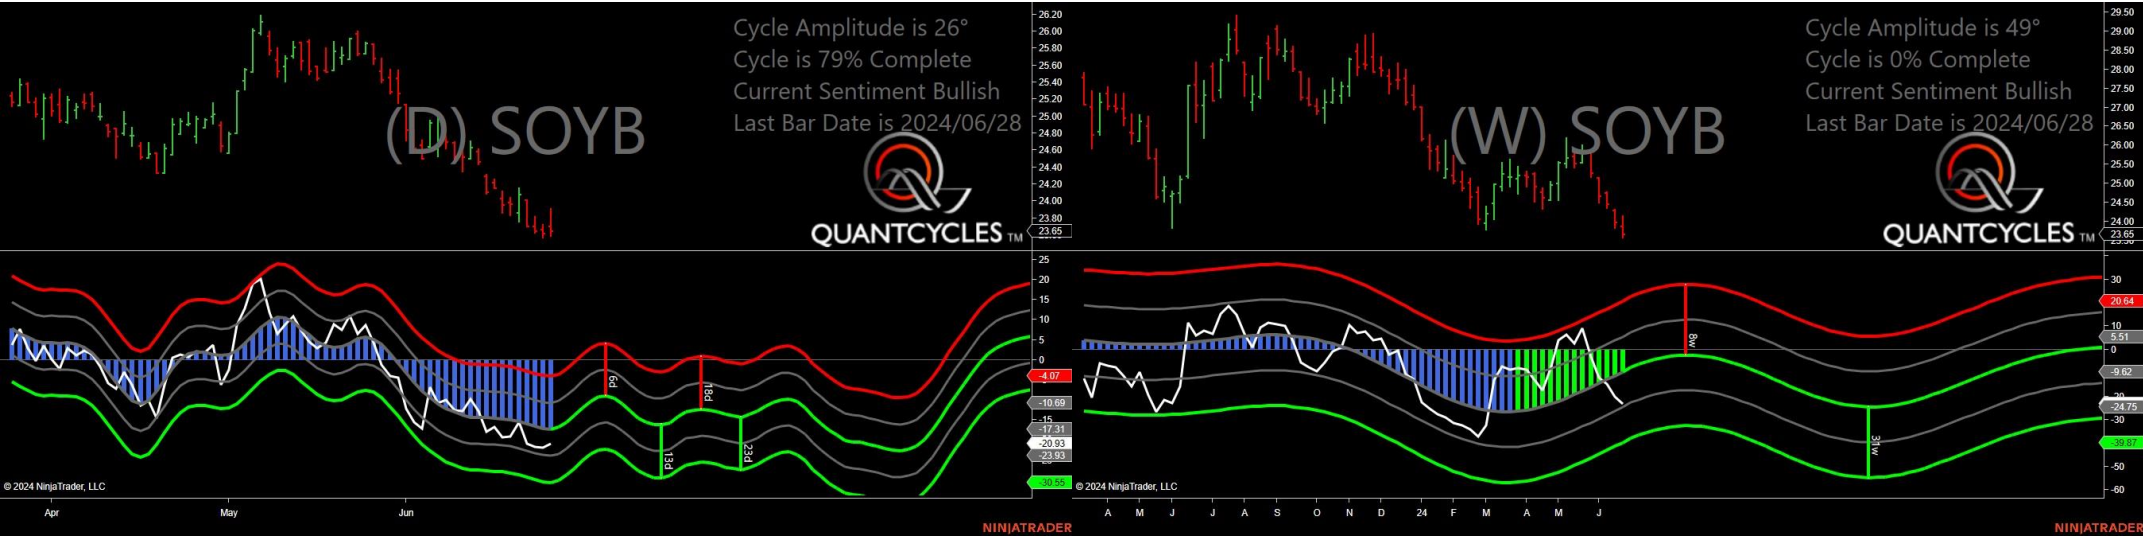 Cycle Amplitude is 26°
Cycle is 79% Complete
Current Sentiment Bullish
Last Bar Date is 2024/06/28
(D) SOYB
QUANTCYCLES TM
26.20
26.00
25.80
25.60
25.40
25.20
25.00
24.80
24.60
24.40
24.20
24.00
23.80
23.65
25
20
15
10
5
0
-4.07
-10.69
-15
-17.31
-20.93
-23.93
-30.55
6d
13d
18d
23d
© 2024 NinjaTrader, LLC
Apr May Jun
NINJATRADER
Cycle Amplitude is 49°
Cycle is 0% Complete
Current Sentiment Bullish
Last Bar Date is 2024/06/28
(W) SOYB
QUANTCYCLES TM
29.50
29.00
28.50
28.00
27.50
27.00
26.50
26.00
25.50
25.00
24.50
24.00
23.65
30
20.64
10
5.51
0
-9.62
-24.75
-30
-39.87
-50
-60
8w
31w
© 2024 NinjaTrader, LLC
A M J J A S O N D 24 F M A M J
NINJATRADER